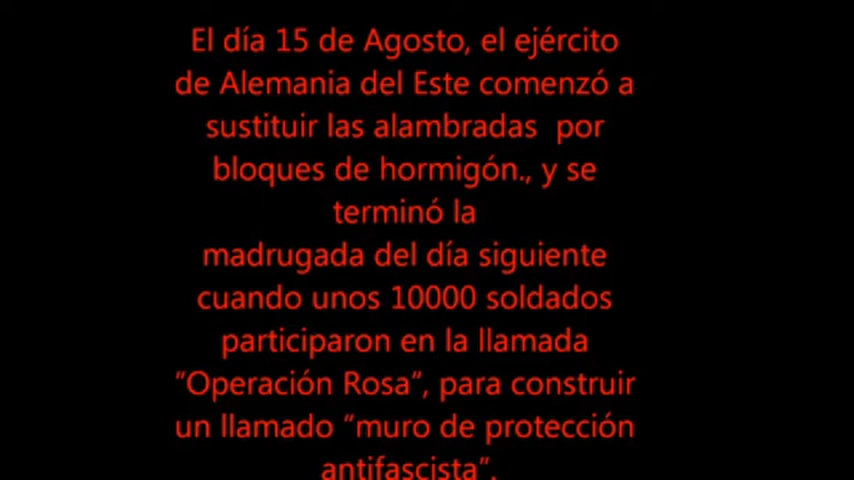 El día 15 de Agosto, el ejército
de Alemania del Este comenzó a
sustituir las alambradas  por
bloques de hormigón., y se
terminó la
madrugada del día siguiente
cuando unos 10000 soldados
participaron en la llamada
“Operación Rosa”, para construir
un llamado “muro de protección
antifascista”.